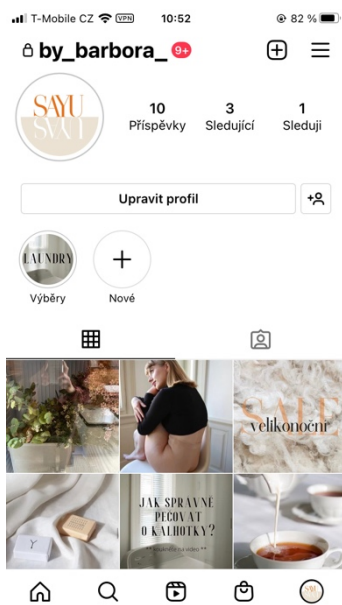 T-Mobile CZ VPN 10:52 82 %
by_barbora_ 9+
SAYU
10 3 1
Příspěvky Sledující Sleduji
Upravit profil
LAUNDRY
Výběry Nové
SALE
velikonoční
JAK SPRAVNĚ
PEČOVAT
O KALHOTKY?